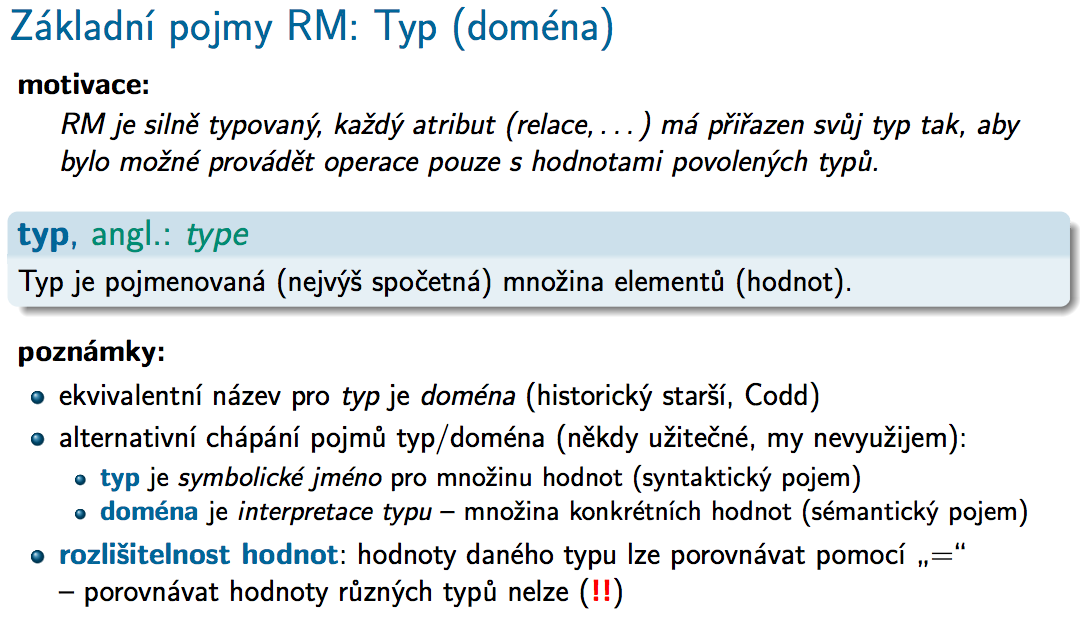 Základní pojmy RM: Typ (doména)
motivace:
RM je silně typovaný, každý atribut (relace, . . . ) má přiřazen svůj typ tak, aby
bylo možné provádět operace pouze s hodnotami povolených typů.
typ, angl.: type
Typ je pojmenovaná (nejvýš spočetná) množina elementů (hodnot).
poznámky:
ekvivalentní název pro typ je doména (historický starší, Codd)
alternativní chápání pojmů typ/doména (někdy užitečné, my nevyužijem):
typ je symbolické jméno pro množinu hodnot (syntaktický pojem)
doména je interpretace typu – množina konkrétních hodnot (sémantický pojem)
rozlišitelnost hodnot: hodnoty daného typu lze porovnávat pomocí „=“
– porovnávat hodnoty různých typů nelze (!!)